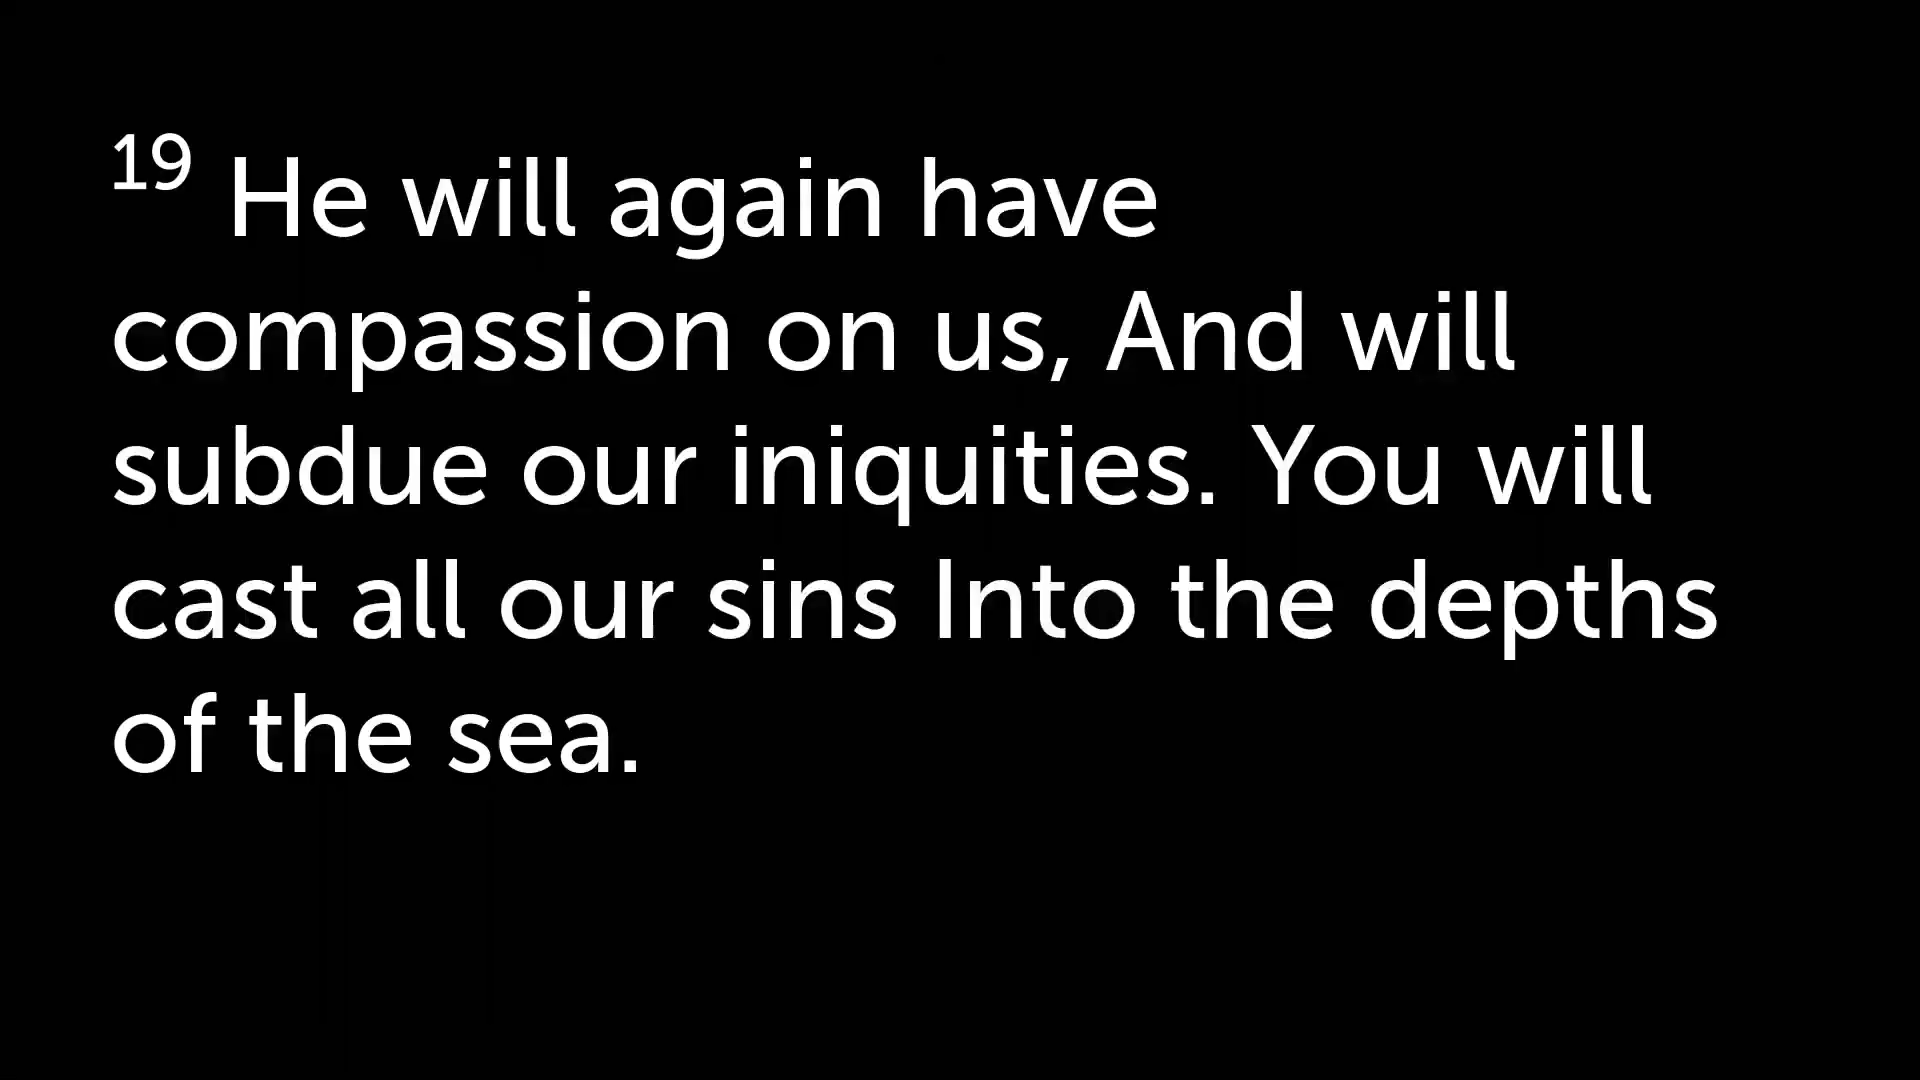 19 He will again have
compassion on us, And will
subdue our iniquities. You will
cast all our sins Into the depths
of the sea.